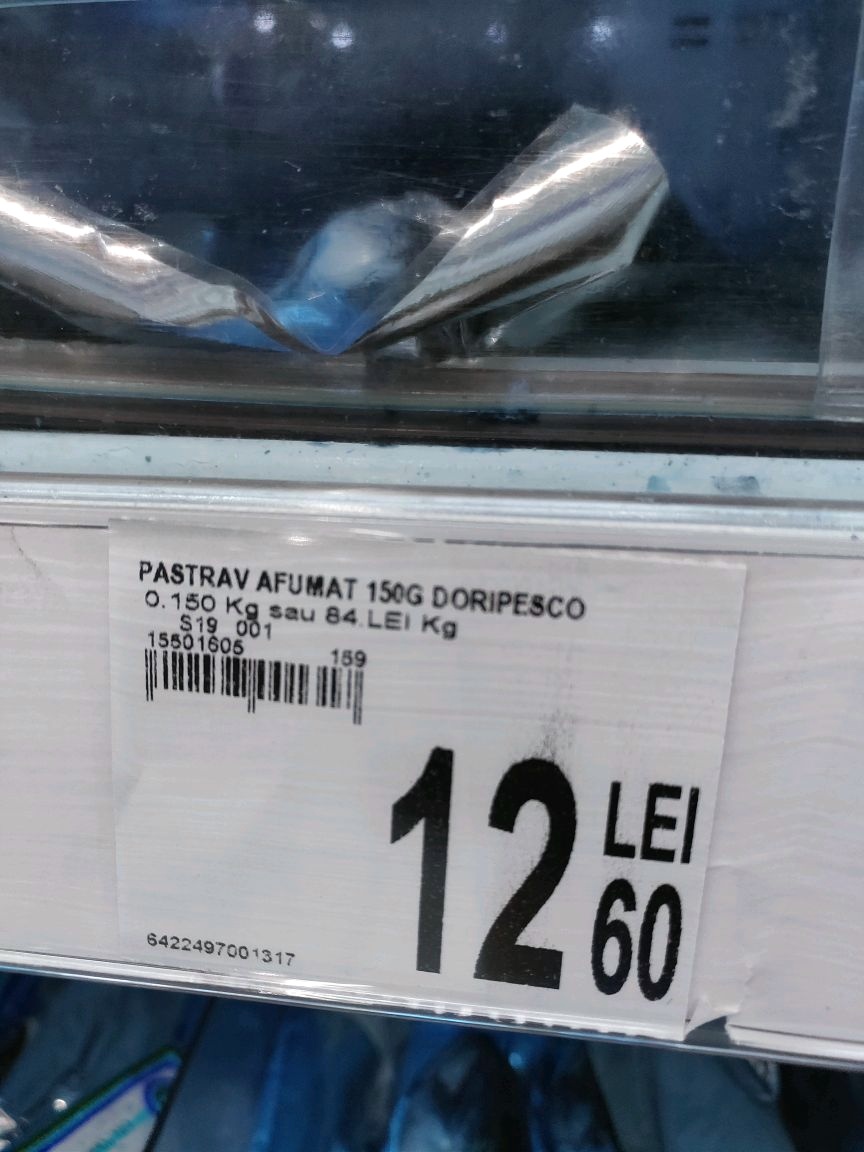 PASTRAV AFUMAT 150G DORIPESCO
0.150 Kg sau 84.LEI Kg
S19 001
15501605 159
12 LEI
60
6422497001317